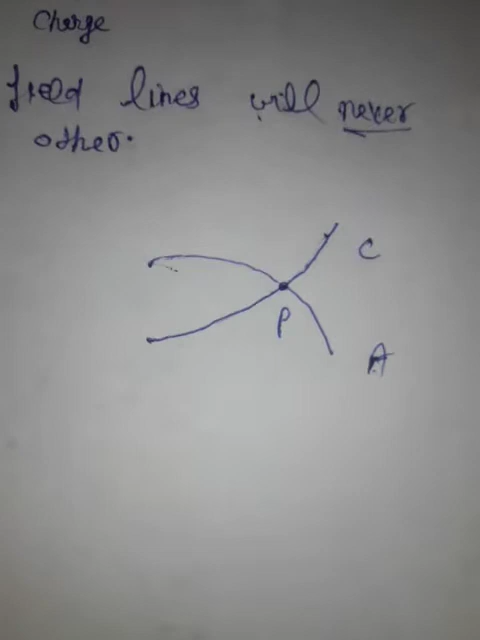 Charge
field lines will never
other.
C
P
A